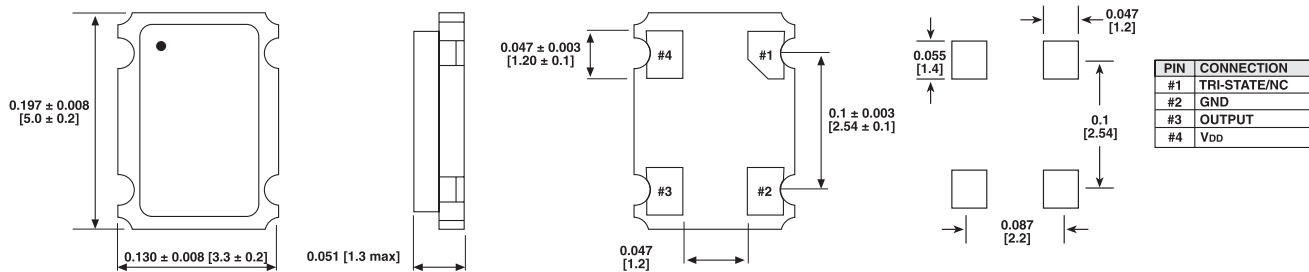 0.197 ± 0.008
[5.0 ± 0.2]
0.130 ± 0.008 [3.3 ± 0.2]
0.051 [1.3 max]
0.047 ± 0.003
[1.20 ± 0.1]
#4
#1
#3
#2
0.1 ± 0.003
[2.54 ± 0.1]
0.047
[1.2]
0.047
[1.2]
0.055
[1.4]
0.1
[2.54]
0.087
[2.2]
PIN CONNECTION
#1 TRI-STATE/NC
#2 GND
#3 OUTPUT
#4 VDD